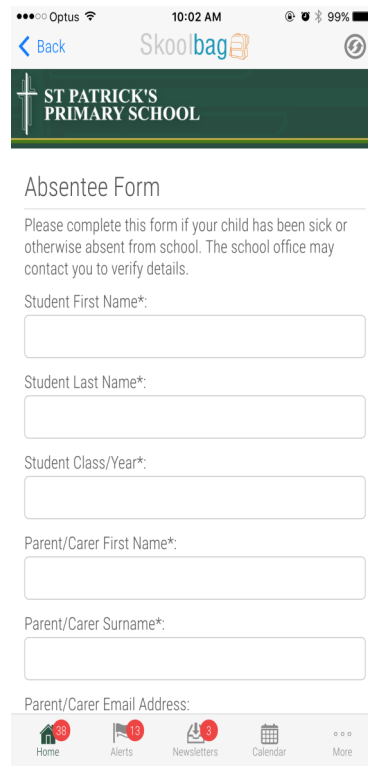 Optus 10:02 AM 99%
Back Skoolbag
ST PATRICK'S
PRIMARY SCHOOL
Absentee Form
Please complete this form if your child has been sick or
otherwise absent from school. The school office may
contact you to verify details.
Student First Name*:
Student Last Name*:
Student Class/Year*:
Parent/Carer First Name*:
Parent/Carer Surname*:
Parent/Carer Email Address:
38 13 3
Home Alerts Newsletters Calendar More